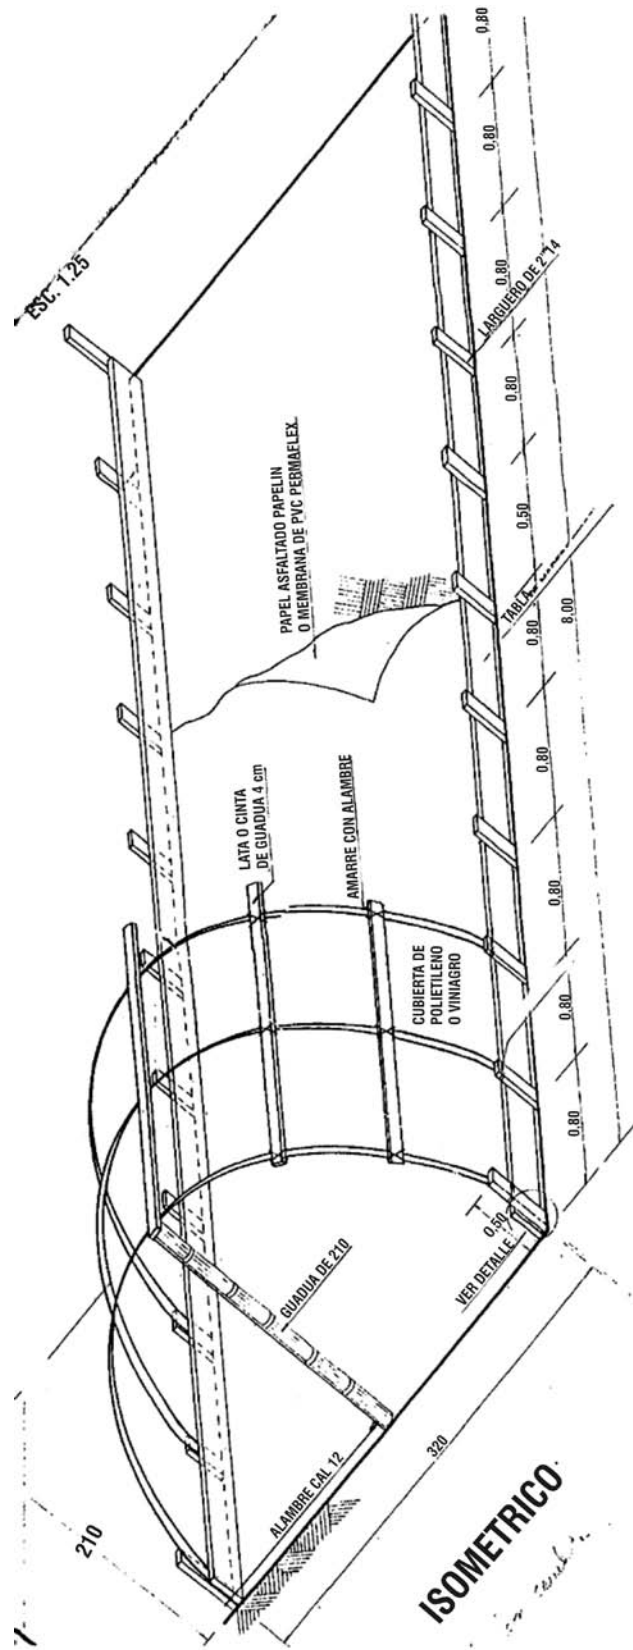 ESC. 1.25
PAPEL ASFALTADO PAPELIN
O MEMBRANA DE PVC PERMAFLEX.
LARGUERO DE 2"14
LATA O CINTA
DE GUADUA 4 cm
AMARRE CON ALAMBRE
CUBIERTA DE
POLIETILENO
O VINIAGRO
TABLA
GUADUA DE 210
ALAMBRE CAL 12
VER DETALLE
0.50
210
320
0.80
0.80
0.80
0.80
0.50
0.80
0.80
0.80
0.80
0.80
8.00
ISOMETRICO